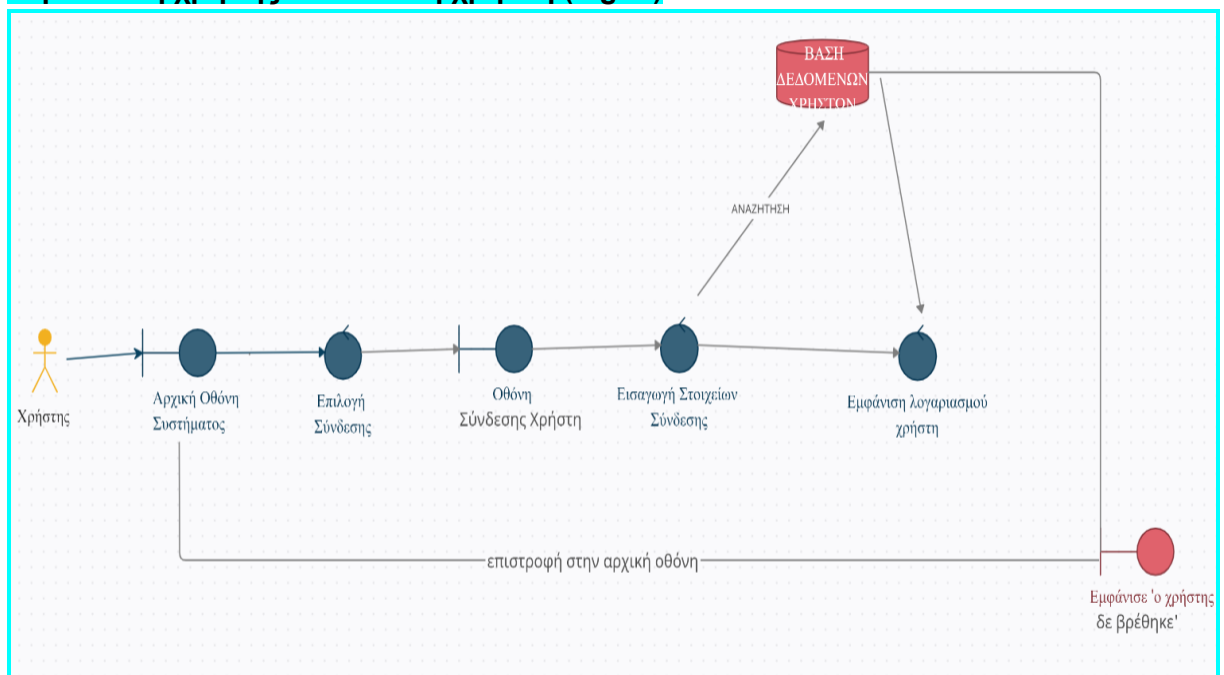 ΒΑΣΗ
ΔΕΔΟΜΕΝΩΝ
ΧΡΗΣΤΩΝ
ΑΝΑΖΗΤΗΣΗ
Χρήστης
Αρχική Οθόνη
Συστήματος
Επιλογή
Σύνδεσης
Οθόνη
Σύνδεσης Χρήστη
Εισαγωγή Στοιχείων
Σύνδεσης
Εμφάνιση λογαριασμού
χρήστη
επιστροφή στην αρχική οθόνη
Εμφάνισε 'ο χρήστης
δε βρέθηκε'